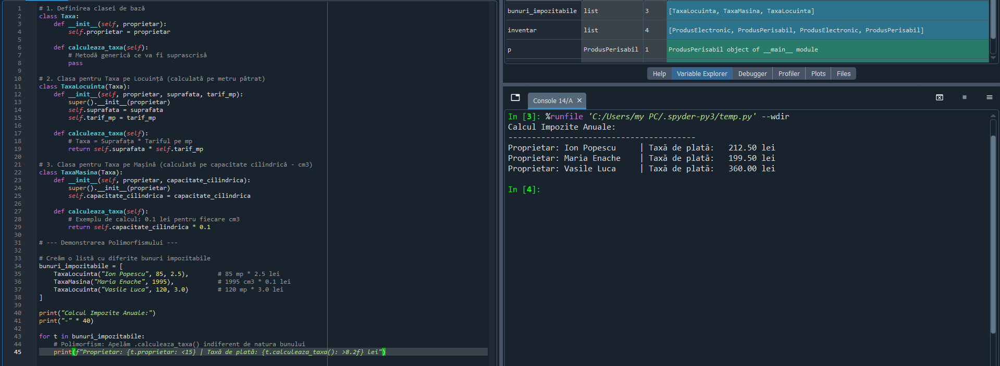 1 # 1. Definirea clasei de bază
2 class Taxa:
3     def __init__(self, proprietar):
4         self.proprietar = proprietar
5
6     def calculeaza_taxa(self):
7         # Metodă generică ce va fi suprascrisă
8         pass
9
10 # 2. Clasa pentru Taxa pe Locuință (calculată pe metru pătrat)
11 class TaxaLocuinta(Taxa):
12     def __init__(self, proprietar, suprafata, tarif_mp):
13         super().__init__(proprietar)
14         self.suprafata = suprafata
15         self.tarif_mp = tarif_mp
16
17     def calculeaza_taxa(self):
18         # Taxa = Suprafața * Tariful pe mp
19         return self.suprafata * self.tarif_mp
20
21 # 3. Clasa pentru Taxa pe Mașină (calculată pe capacitate cilindrică - cm3)
22 class TaxaMasina(Taxa):
23     def __init__(self, proprietar, capacitate_cilindrica):
24         super().__init__(proprietar)
25         self.capacitate_cilindrica = capacitate_cilindrica
26
27     def calculeaza_taxa(self):
28         # Exemplu de calcul: 0.1 lei pentru fiecare cm3
29         return self.capacitate_cilindrica * 0.1
30
31 # --- Demonstrarea Polimorfismului ---
32
33 # Creăm o listă cu diferite bunuri impozitabile
34 bunuri_impozitabile = [
35     TaxaLocuinta("Ion Popescu", 85, 2.5),        # 85 mp * 2.5 lei
36     TaxaMasina("Maria Enache", 1995),            # 1995 cm3 * 0.1 lei
37     TaxaLocuinta("Vasile Luca", 120, 3.0)        # 120 mp * 3.0 lei
38 ]
39
40 print("Calcul Impozite Anuale:")
41 print("-" * 40)
42
43 for t in bunuri_impozitabile:
44     # Polimorfism: Apelăm .calculeaza_taxa() indiferent de natura bunului
45     print(f"Proprietar: {t.proprietar: <15} | Taxă de plată: {t.calculeaza_taxa(): >8.2f} lei")
bunuri_impozitabile list 3 [TaxaLocuinta, TaxaMasina, TaxaLocuinta]
inventar list 4 [ProdusElectronic, ProdusPerisabil, ProdusElectronic, ProdusPerisabil]
p ProdusPerisabil 1 ProdusPerisabil object of __main__ module
Help Variable Explorer Debugger Profiler Plots Files
Console 14/A
In [3]: %runfile 'C:/Users/my PC/.spyder-py3/temp.py' --wdir
Calcul Impozite Anuale:
----------------------------------------
Proprietar: Ion Popescu     | Taxă de plată:   212.50 lei
Proprietar: Maria Enache    | Taxă de plată:   199.50 lei
Proprietar: Vasile Luca     | Taxă de plată:   360.00 lei
In [4]: